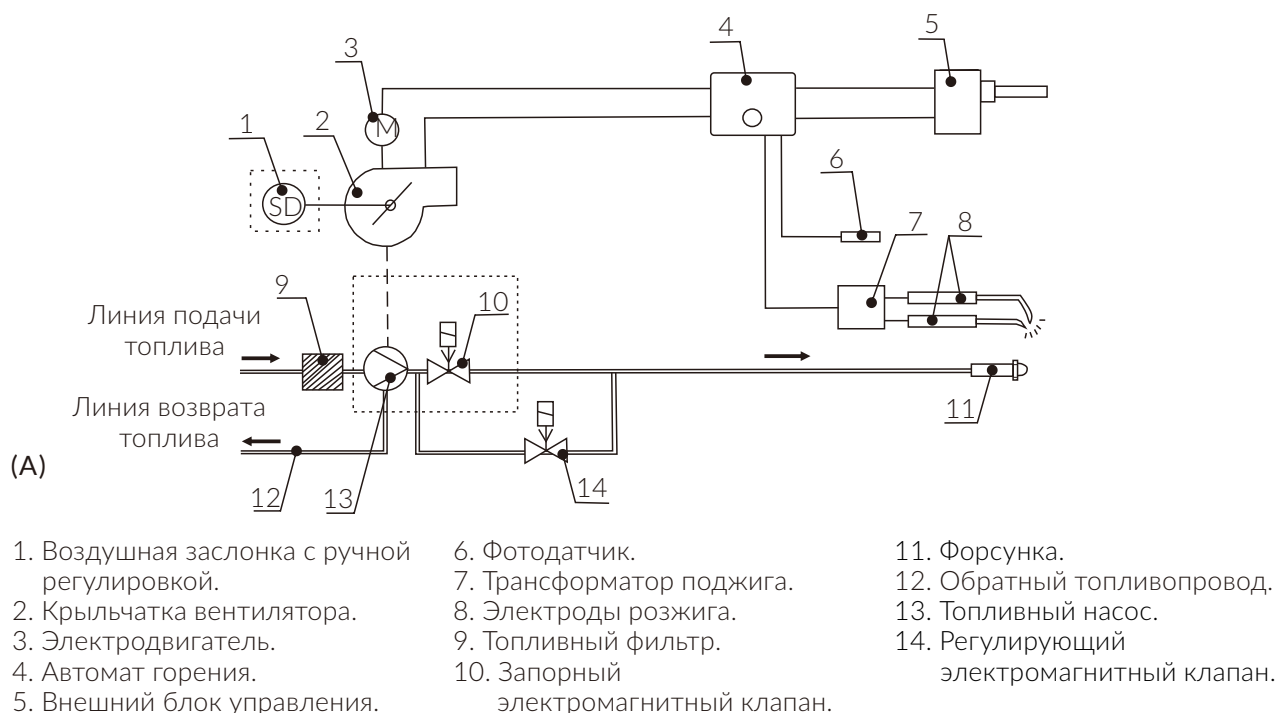 3
4
5
1
2
M
SD
6
7
8
9
10
Линия подачи
топлива
Линия возврата
топлива
11
(A)
12
13
14
1. Воздушная заслонка с ручной
регулировкой.
2. Крыльчатка вентилятора.
3. Электродвигатель.
4. Автомат горения.
5. Внешний блок управления.
6. Фотодатчик.
7. Трансформатор поджига.
8. Электроды розжига.
9. Топливный фильтр.
10. Запорный
электромагнитный клапан.
11. Форсунка.
12. Обратный топливопровод.
13. Топливный насос.
14. Регулирующий
электромагнитный клапан.